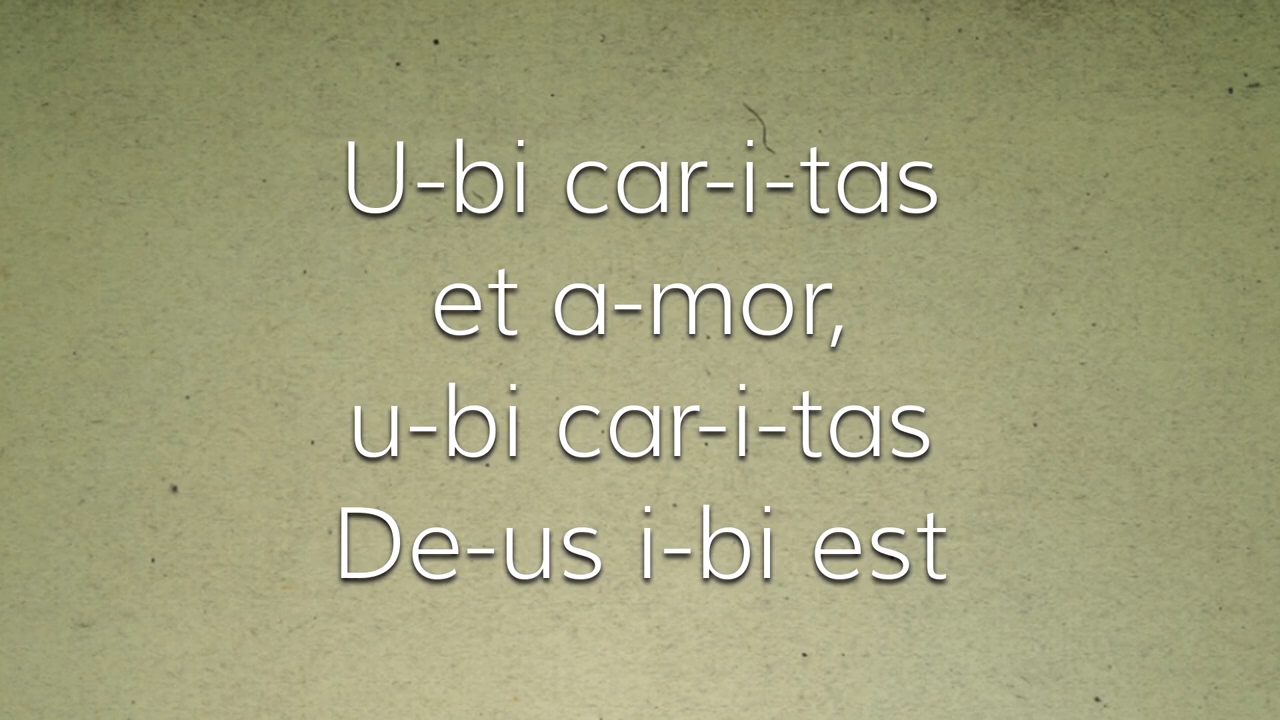 U-bi car-i-tas
et a-mor,
u-bi car-i-tas
De-us i-bi est